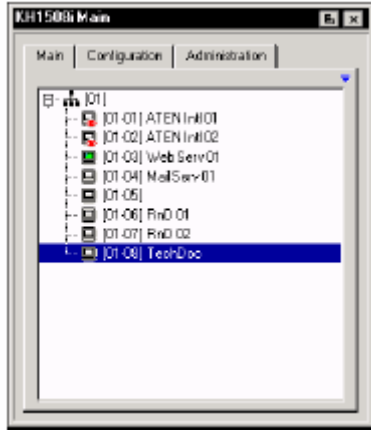 KH1508i Main
Main Configuration Administration
[01]
[01-01] ATEN Intl01
[01-02] ATEN Intl02
[01-03] Web Serv01
[01-04] MailServ01
[01-05]
[01-06] RnD 01
[01-07] RnD 02
[01-08] TechDoc